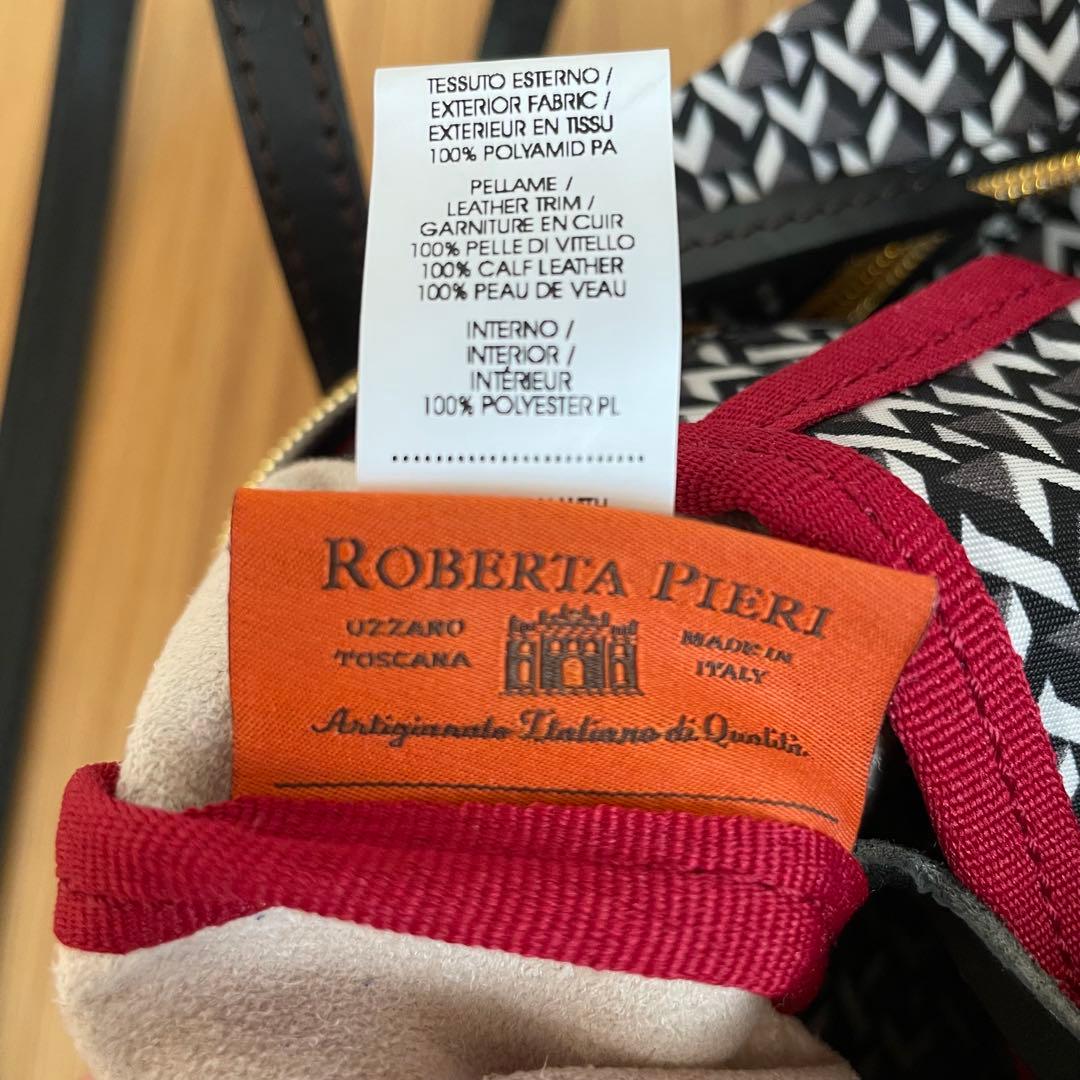 TESSUTO ESTERNO /
EXTERIOR FABRIC /
EXTERIEUR EN TISSU
100% POLYAMID PA
PELLAME /
LEATHER TRIM /
GARNITURE EN CUIR
100% PELLE DI VITELLO
100% CALF LEATHER
100% PEAU DE VEAU
INTERNO /
INTERIOR /
INTÉRIEUR
100% POLYESTER PL
WITH
ROBERTA PIERI
UZZANO
TOSCANA
MADE IN
ITALY
Artigianato Italiano di Qualità